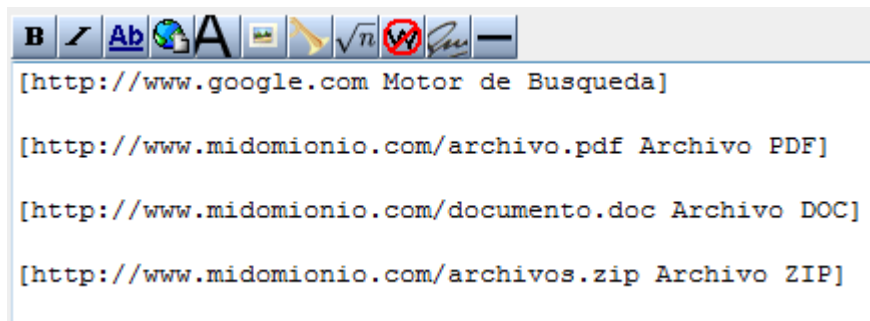 B I Ab A √n W
[http://www.google.com Motor de Busqueda]
[http://www.midomionio.com/archivo.pdf Archivo PDF]
[http://www.midomionio.com/documento.doc Archivo DOC]
[http://www.midomionio.com/archivos.zip Archivo ZIP]